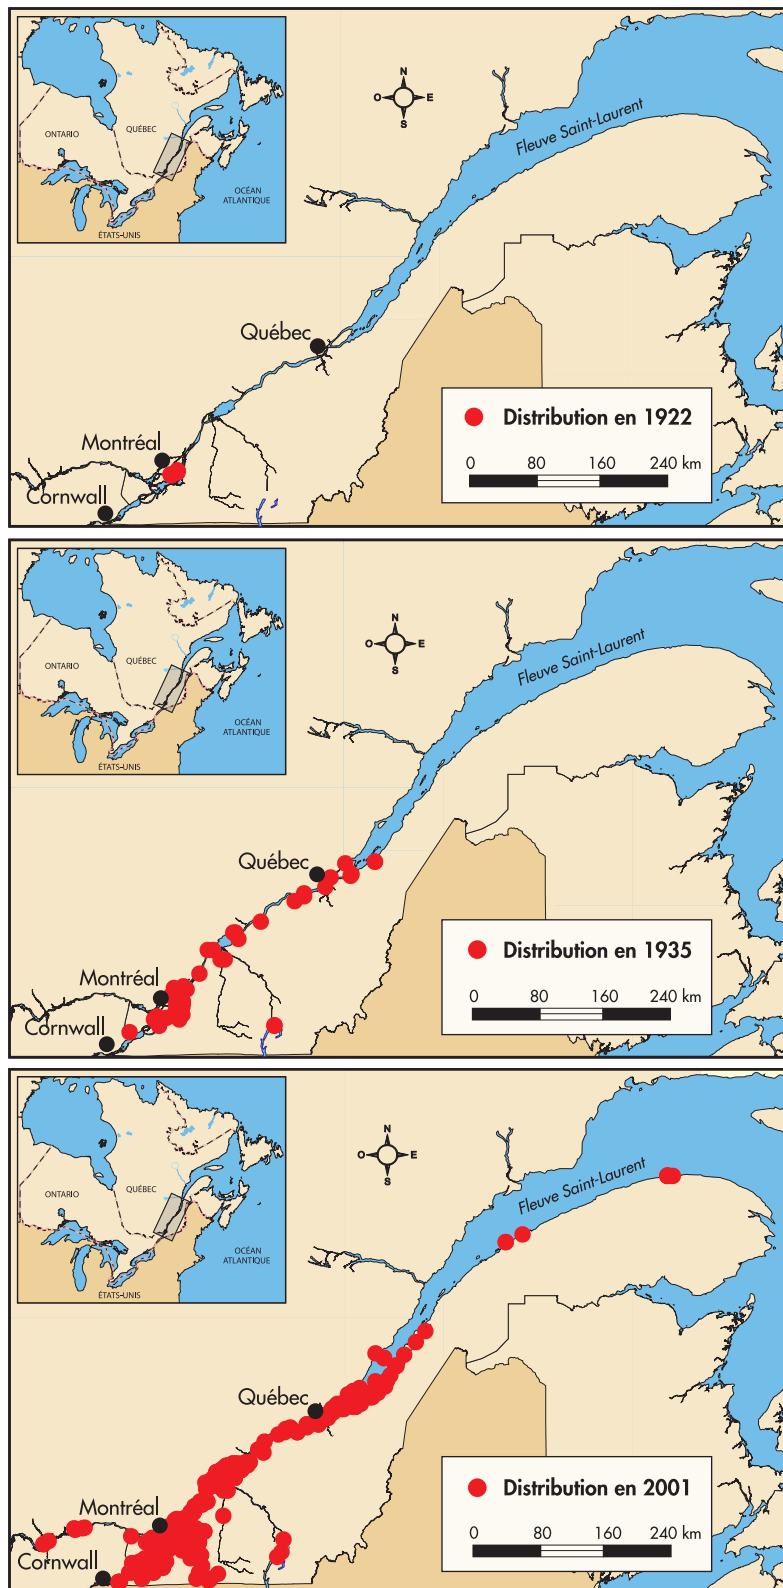 N
O E
S
ONTARIO
QUÉBEC
OCÉAN
ATLANTIQUE
ÉTATS-UNIS
Fleuve Saint-Laurent
Québec
Montréal
Cornwall
Distribution en 1922
0 80 160 240 km
N
O E
S
ONTARIO
QUÉBEC
OCÉAN
ATLANTIQUE
ÉTATS-UNIS
Fleuve Saint-Laurent
Québec
Montréal
Cornwall
Distribution en 1935
0 80 160 240 km
N
O E
S
ONTARIO
QUÉBEC
OCÉAN
ATLANTIQUE
ÉTATS-UNIS
Fleuve Saint-Laurent
Québec
Montréal
Cornwall
Distribution en 2001
0 80 160 240 km